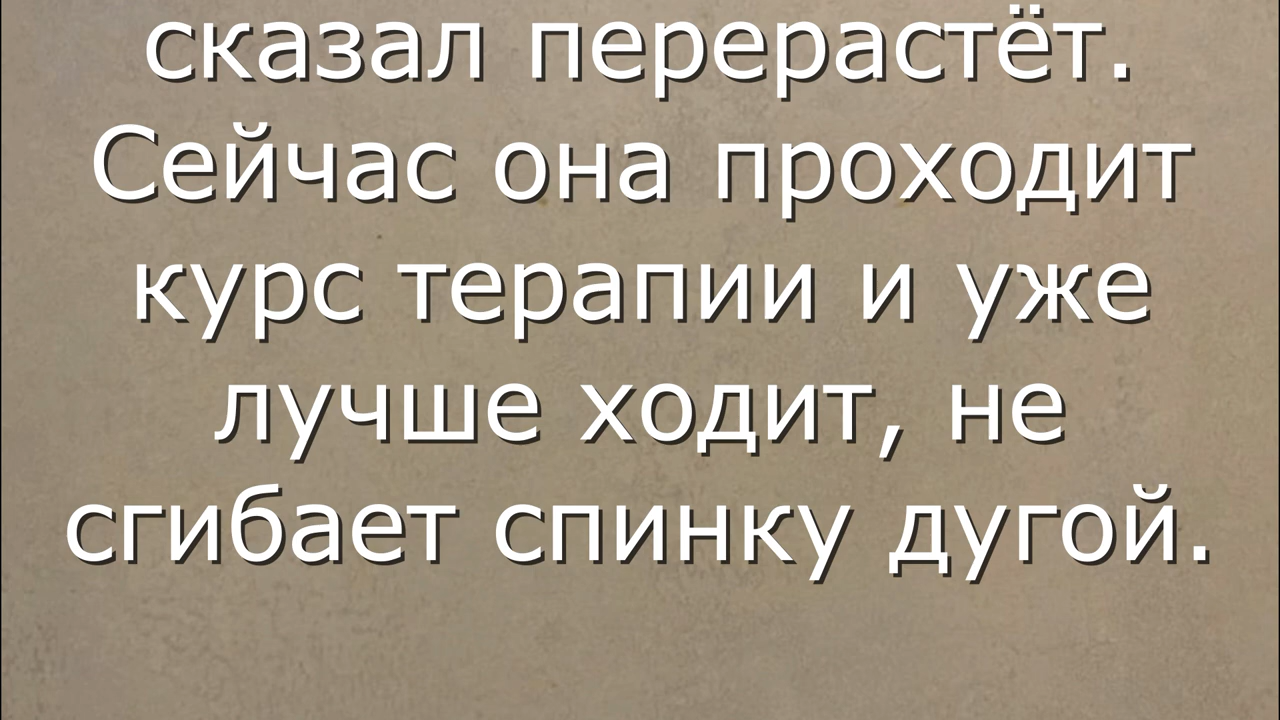 сказал перерастёт.
Сейчас она проходит
курс терапии и уже
лучше ходит, не
сгибает спинку дугой.